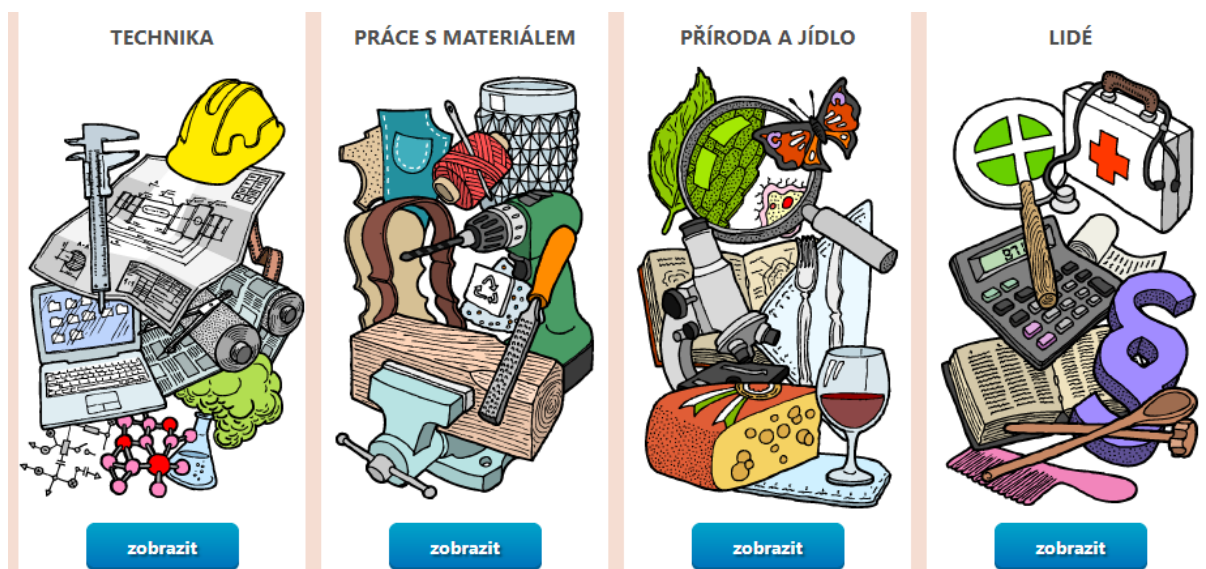 TECHNIKA
PRÁCE S MATERIÁLEM
PŘÍRODA A JÍDLO
LIDÉ
zobrazit
zobrazit
zobrazit
zobrazit